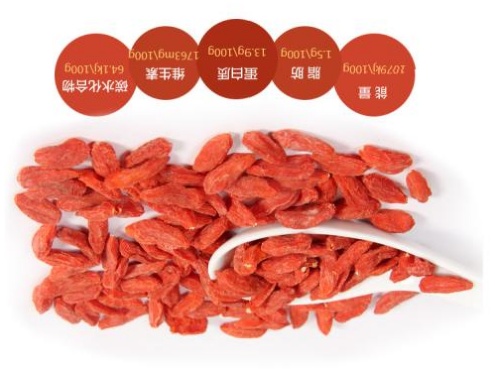 能 量
1079kj\100g
脂 肪
1.5g\100g
蛋白质
13.9g\100g
维生素
1763mg\100g
碳水化合物
64.1kj\100g